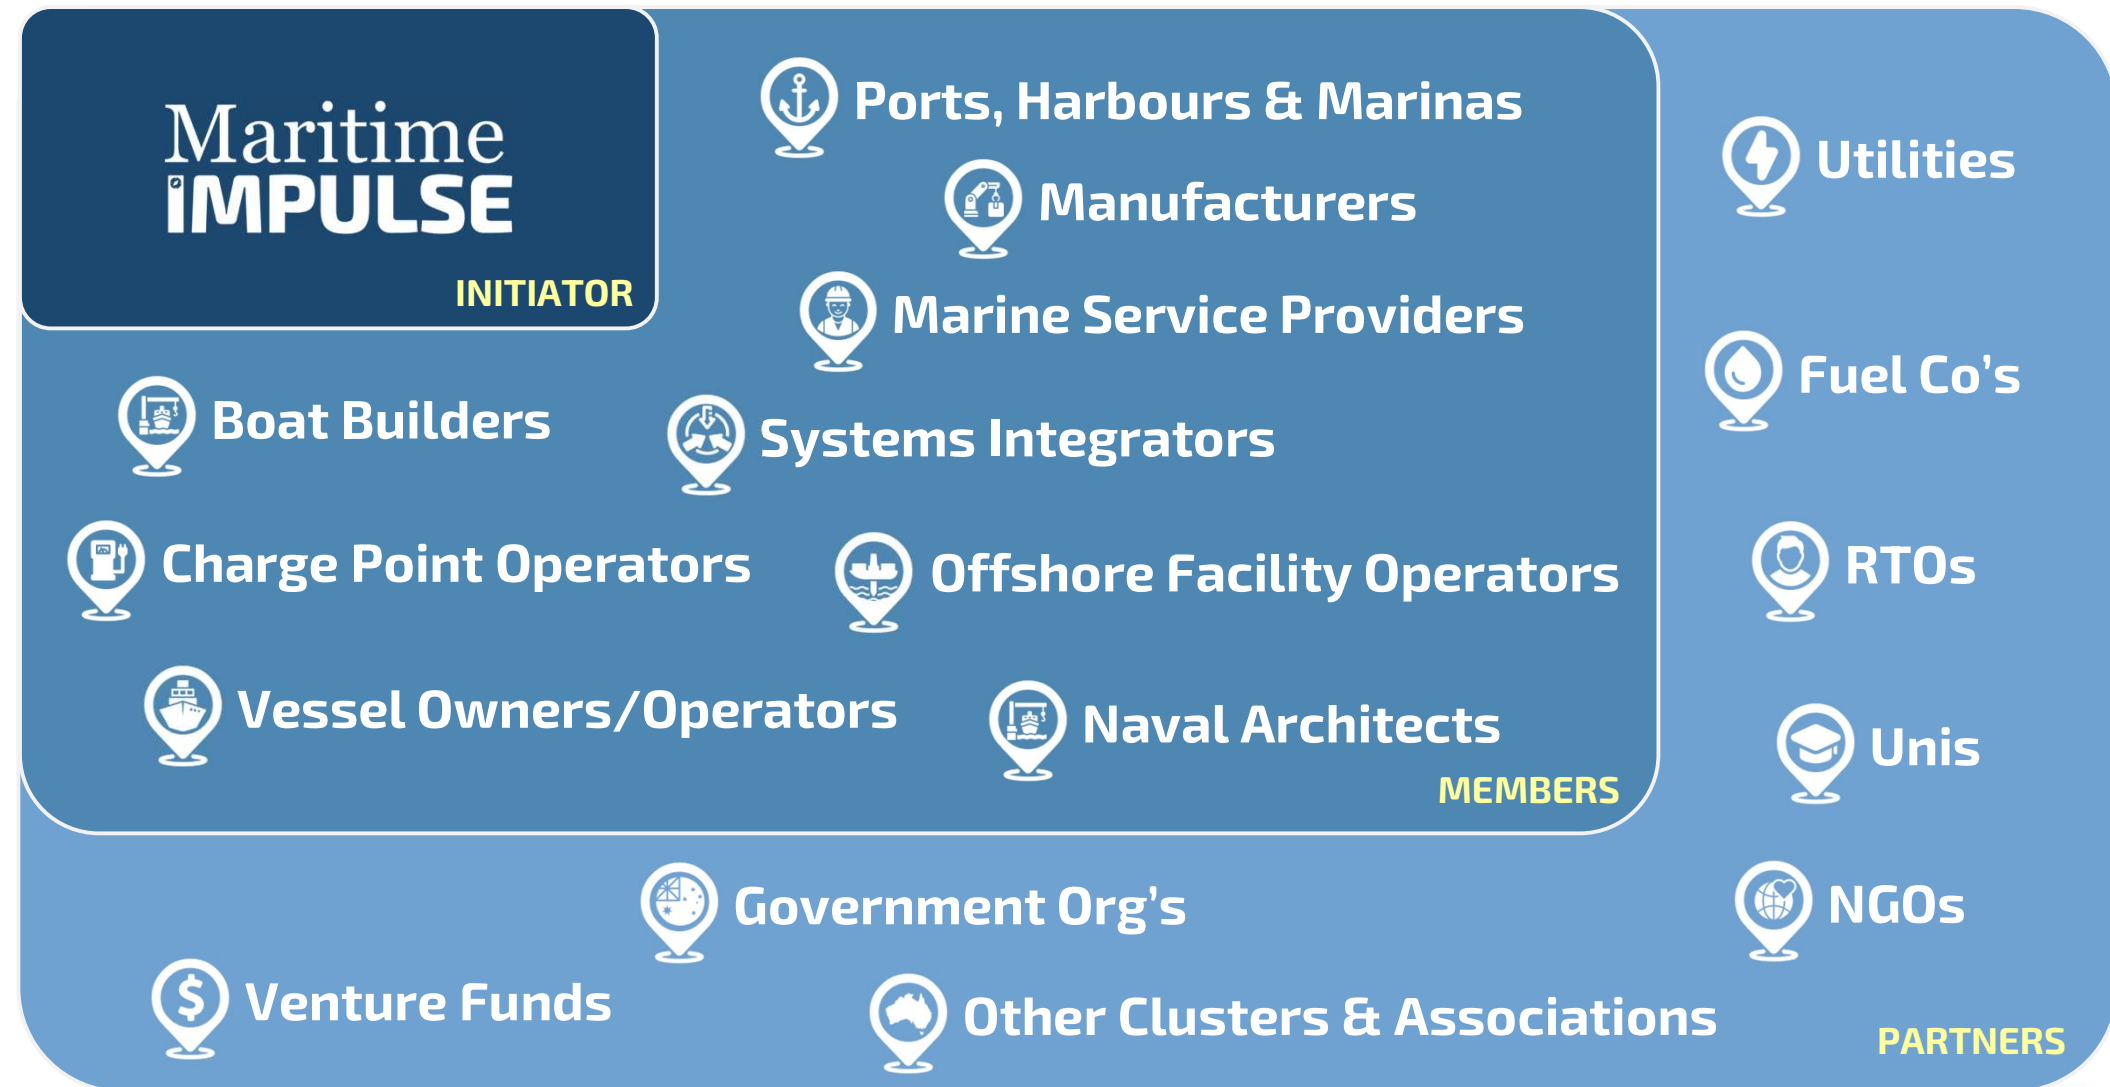 Maritime
IMPULSE
INITIATOR
Ports, Harbours & Marinas
Manufacturers
Marine Service Providers
Boat Builders
Systems Integrators
Charge Point Operators
Offshore Facility Operators
Vessel Owners/Operators
Naval Architects
MEMBERS
Utilities
Fuel Co’s
RTOs
Unis
NGOs
Government Org’s
Venture Funds
Other Clusters & Associations
PARTNERS